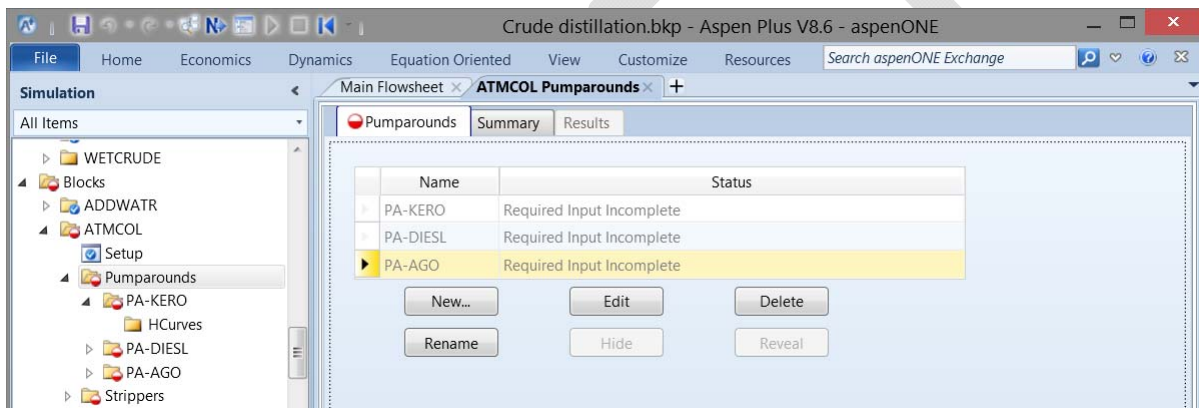 Crude distillation.bkp - Aspen Plus V8.6 - aspenONE
File Home Economics Dynamics Equation Oriented View Customize Resources Search aspenONE Exchange
Simulation
All Items
WETCRUDE
Blocks
ADDWATR
ATMCOL
Setup
Pumparounds
PA-KERO
HCurves
PA-DIESL
PA-AGO
Strippers
Main Flowsheet ATMCOL Pumparounds
Pumparounds Summary Results
Name Status
PA-KERO Required Input Incomplete
PA-DIESL Required Input Incomplete
PA-AGO Required Input Incomplete
New... Edit Delete
Rename Hide Reveal